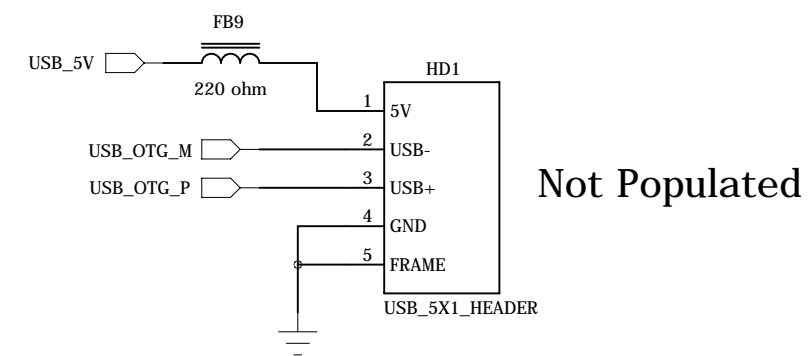 FB9
USB_5V
220 ohm
HD1
1
5V
USB_OTG_M
2
USB-
USB_OTG_P
3
USB+
4
GND
5
FRAME
USB_5X1_HEADER
Not Populated